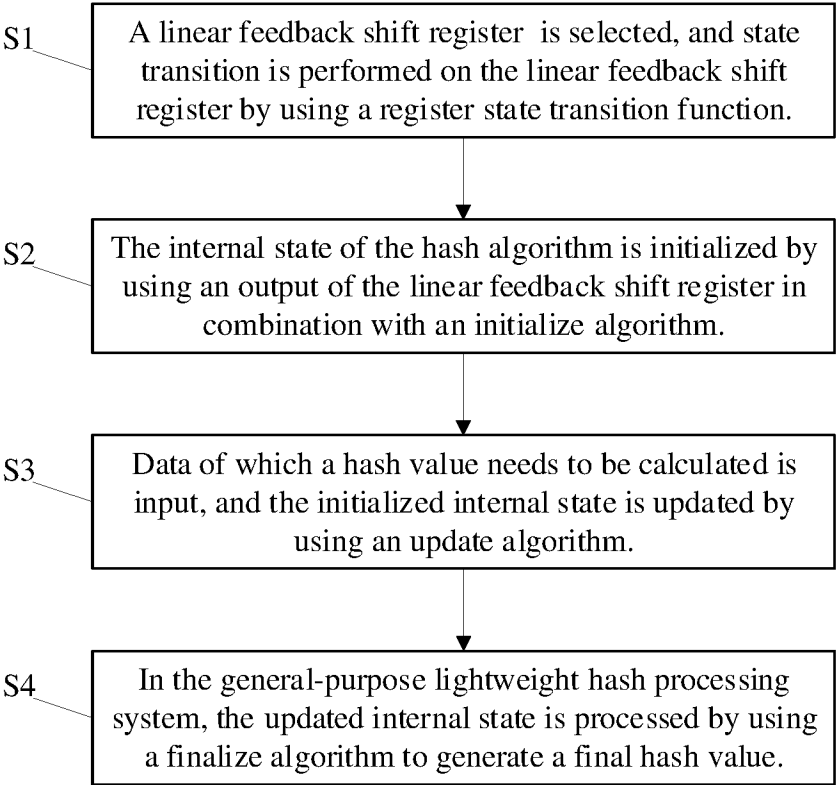 S1
A linear feedback shift register is selected, and state
transition is performed on the linear feedback shift
register by using a register state transition function.
S2
The internal state of the hash algorithm is initialized by
using an output of the linear feedback shift register in
combination with an initialize algorithm.
S3
Data of which a hash value needs to be calculated is
input, and the initialized internal state is updated by
using an update algorithm.
S4
In the general-purpose lightweight hash processing
system, the updated internal state is processed by using
a finalize algorithm to generate a final hash value.